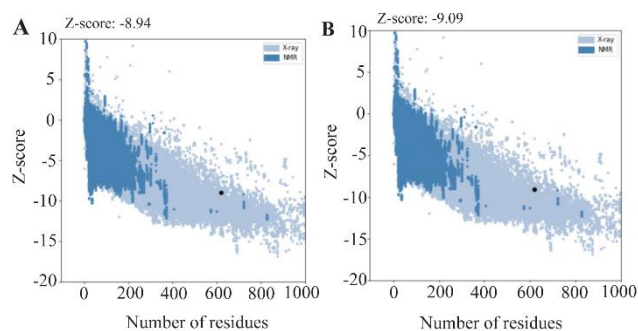 A
Z-score: -8.94
10
5
0
-5
-10
-15
-20
Z-score
X-ray
NMR
0
200
400
600
800
1000
Number of residues
B
Z-score: -9.09
10
5
0
-5
-10
-15
-20
Z-score
X-ray
NMR
0
200
400
600
800
1000
Number of residues